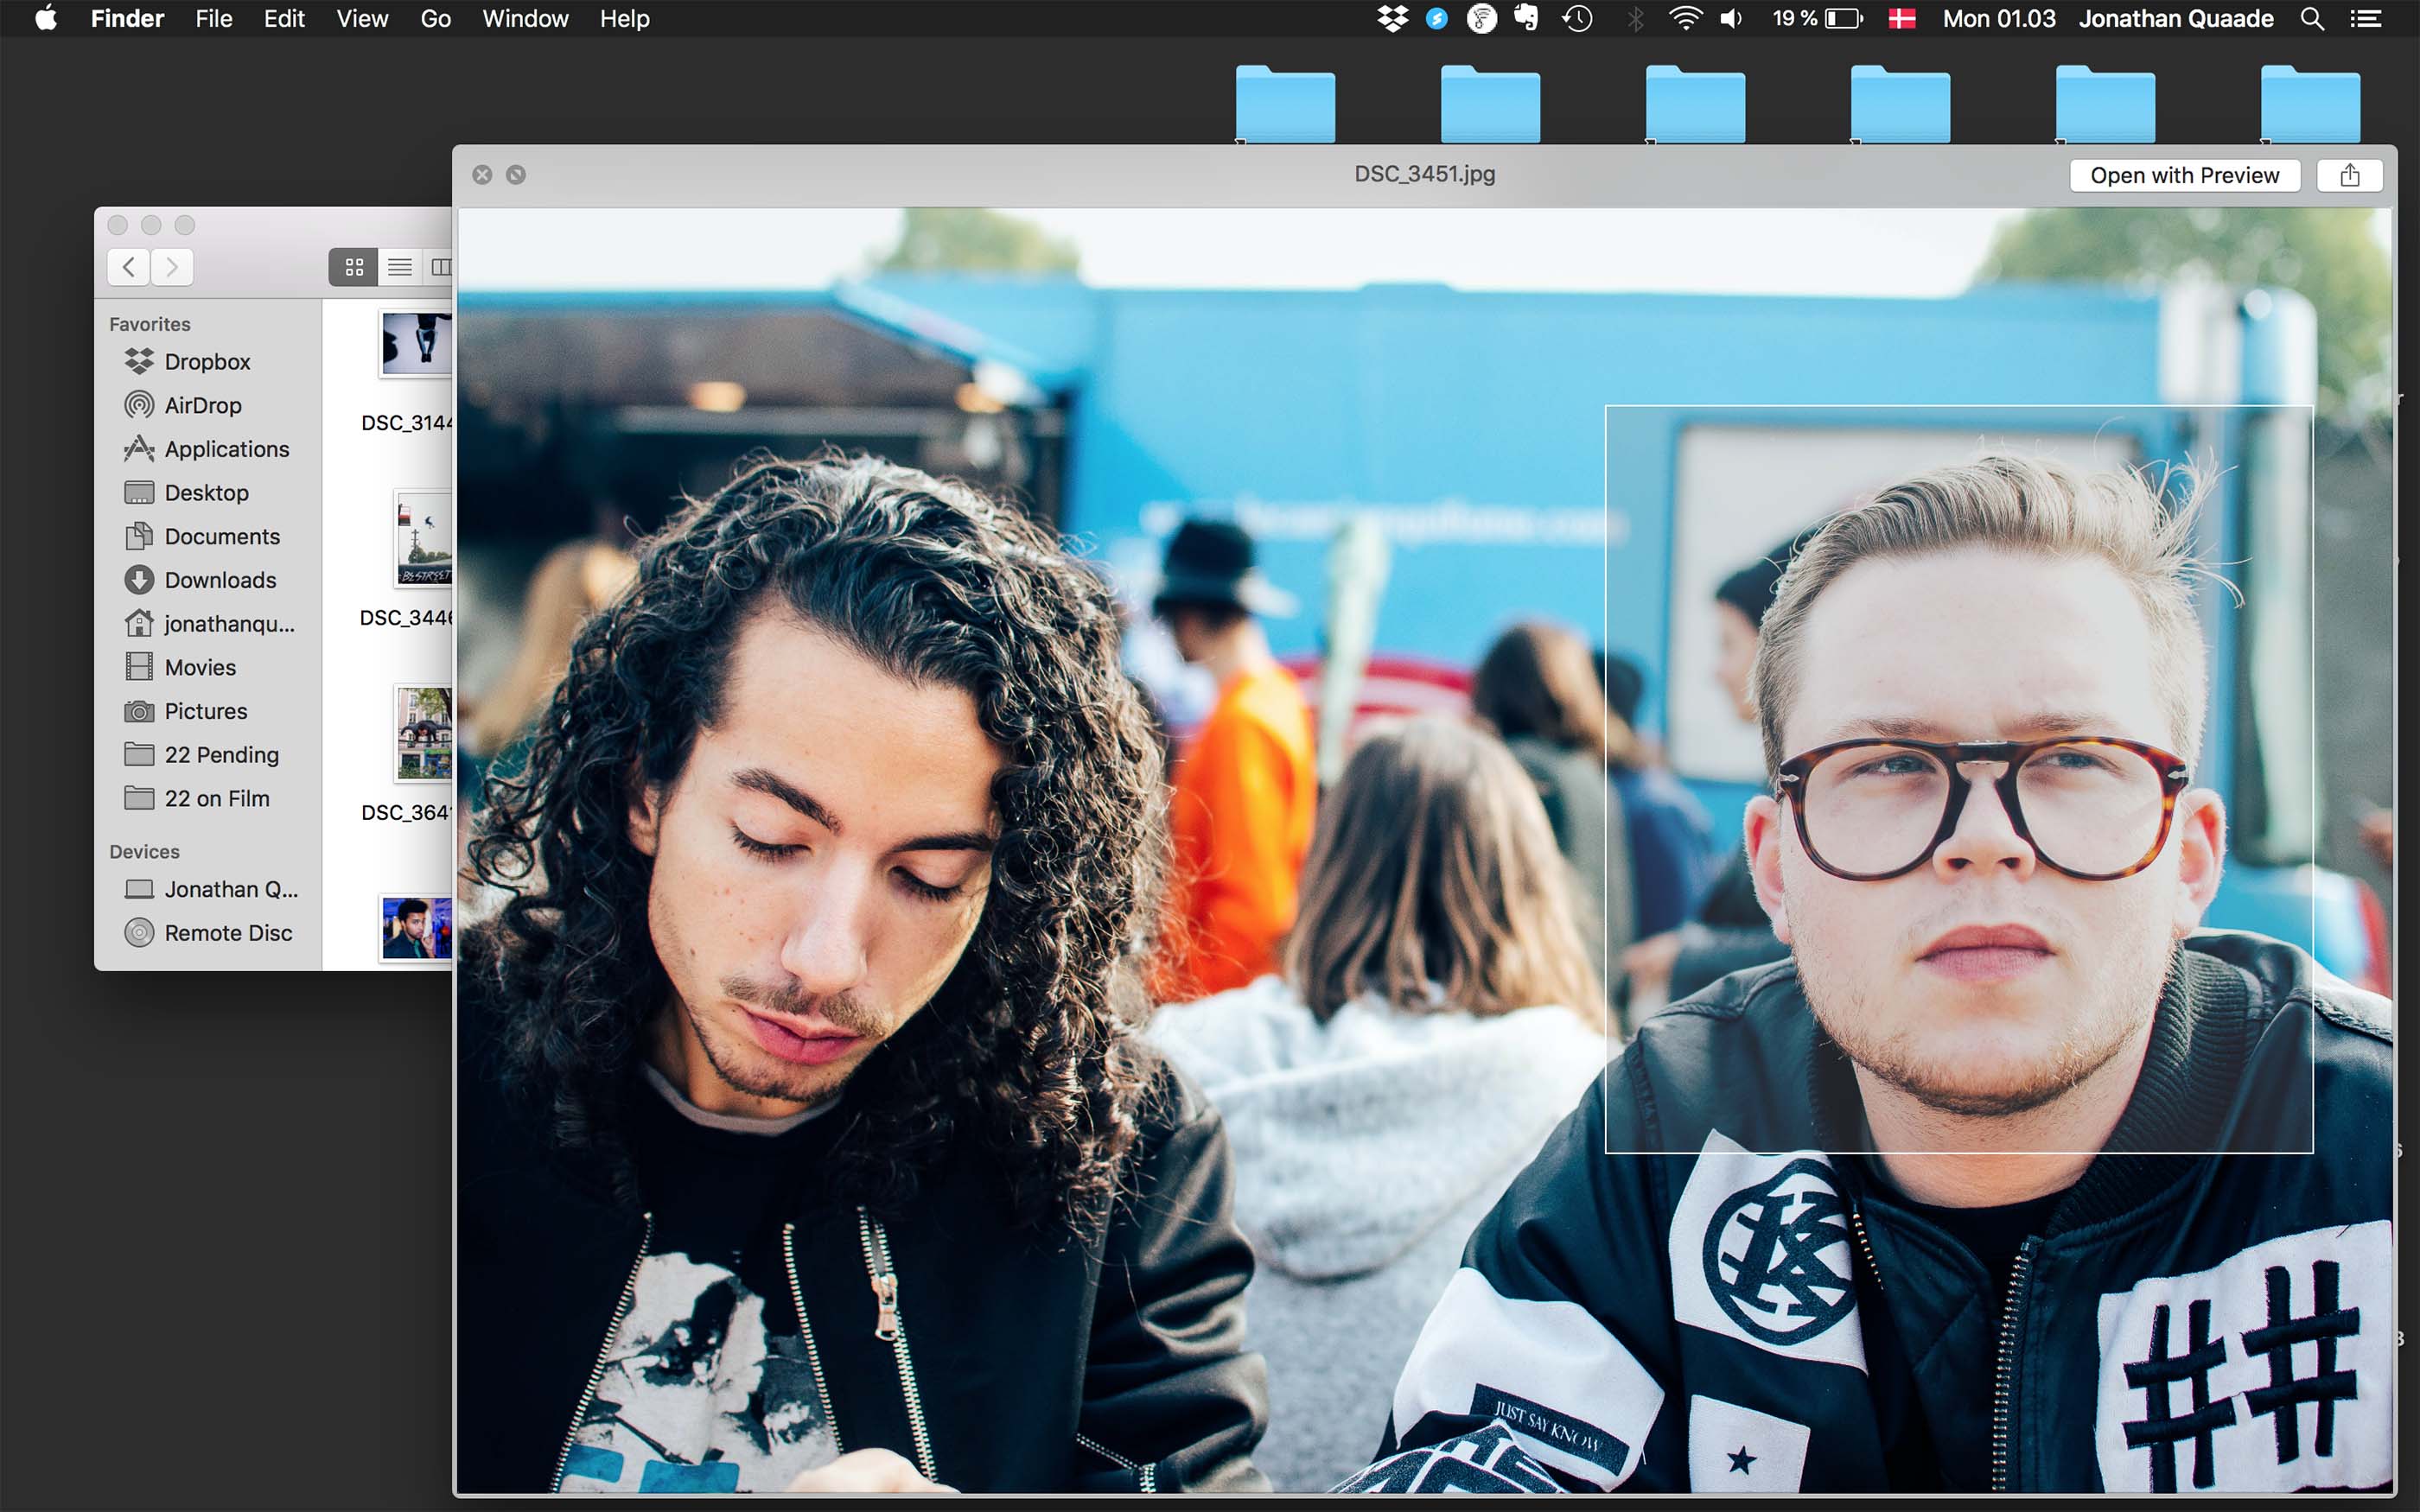 Finder File Edit View Go Window Help 19 % Mon 01.03 Jonathan Quaade
DSC_3451.jpg Open with Preview
Favorites
Dropbox
AirDrop
Applications
Desktop
Documents
Downloads
jonathanqu...
Movies
Pictures
22 Pending
22 on Film
Devices
Jonathan Q...
Remote Disc
DSC_3144
DSC_3446
DSC_364
JUST SAY KNOW
##